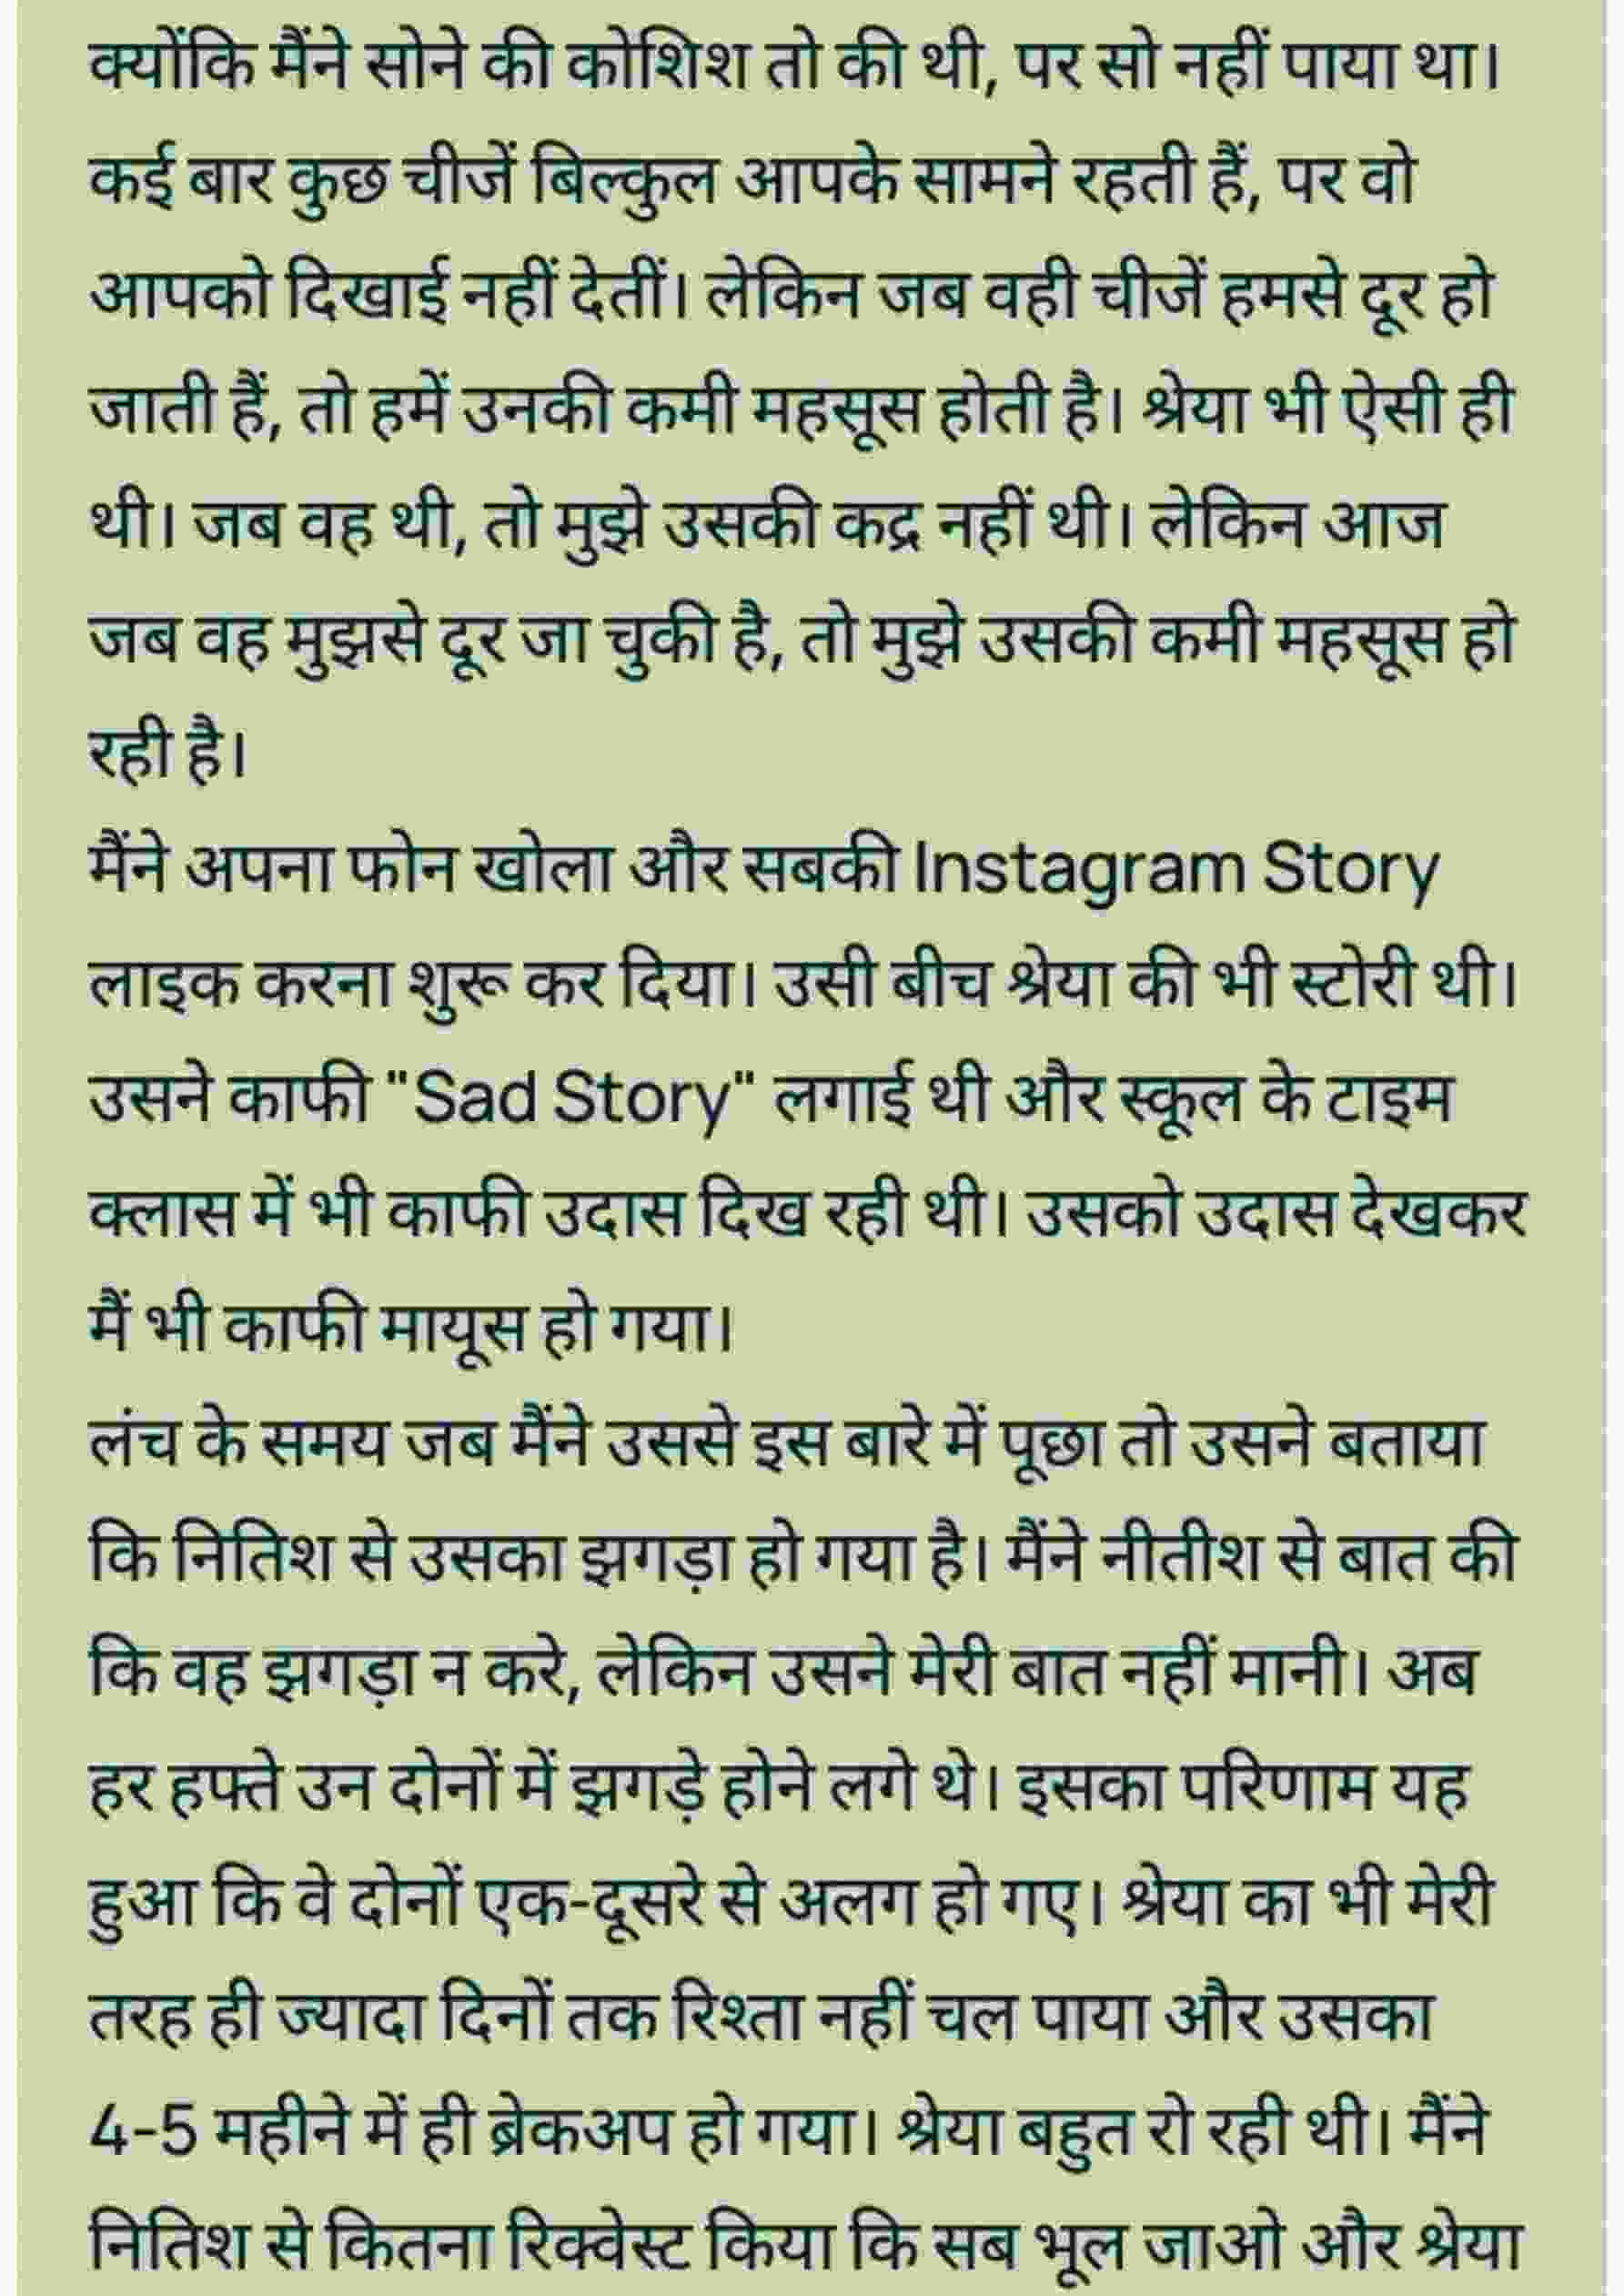 क्योंकि मैंने सोने की कोशिश तो की थी, पर सो नहीं पाया था।
कई बार कुछ चीजें बिल्कुल आपके सामने रहती हैं, पर वो
आपको दिखाई नहीं देतीं। लेकिन जब वही चीजें हमसे दूर हो
जाती हैं, तो हमें उनकी कमी महसूस होती है। श्रेया भी ऐसी ही
थी। जब वह थी, तो मुझे उसकी कद्र नहीं थी। लेकिन आज
जब वह मुझसे दूर जा चुकी है, तो मुझे उसकी कमी महसूस हो
रही है।
मैंने अपना फोन खोला और सबकी Instagram Story
लाइक करना शुरू कर दिया। उसी बीच श्रेया की भी स्टोरी थी।
उसने काफी "Sad Story" लगाई थी और स्कूल के टाइम
क्लास में भी काफी उदास दिख रही थी। उसको उदास देखकर
मैं भी काफी मायूस हो गया।
लंच के समय जब मैंने उससे इस बारे में पूछा तो उसने बताया
कि नितिश से उसका झगड़ा हो गया है। मैंने नीतीश से बात की
कि वह झगड़ा न करे, लेकिन उसने मेरी बात नहीं मानी। अब
हर हफ्ते उन दोनों में झगड़े होने लगे थे। इसका परिणाम यह
हुआ कि वे दोनों एक-दूसरे से अलग हो गए। श्रेया का भी मेरी
तरह ही ज्यादा दिनों तक रिश्ता नहीं चल पाया और उसका
4-5 महीने में ही ब्रेकअप हो गया। श्रेया बहुत रो रही थी। मैंने
नितिश से कितना रिक्वेस्ट किया कि सब भूल जाओ और श्रेया